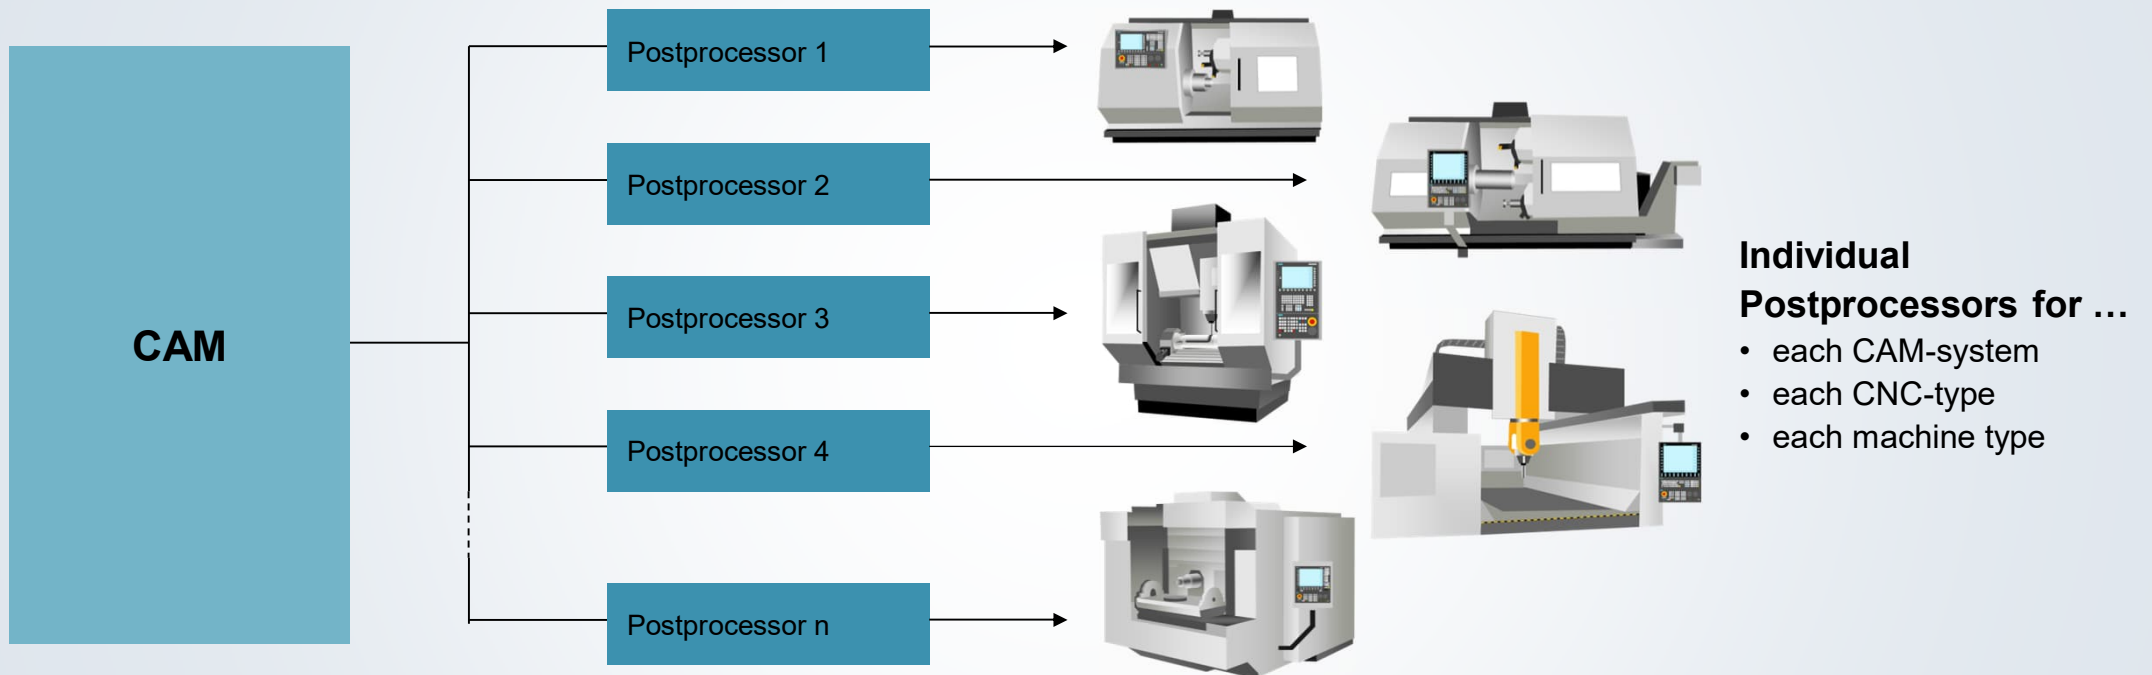 CAM
Postprocessor 1
Postprocessor 2
Postprocessor 3
Postprocessor 4
Postprocessor n
Individual
Postprocessors for ...
• each CAM-system
• each CNC-type
• each machine type